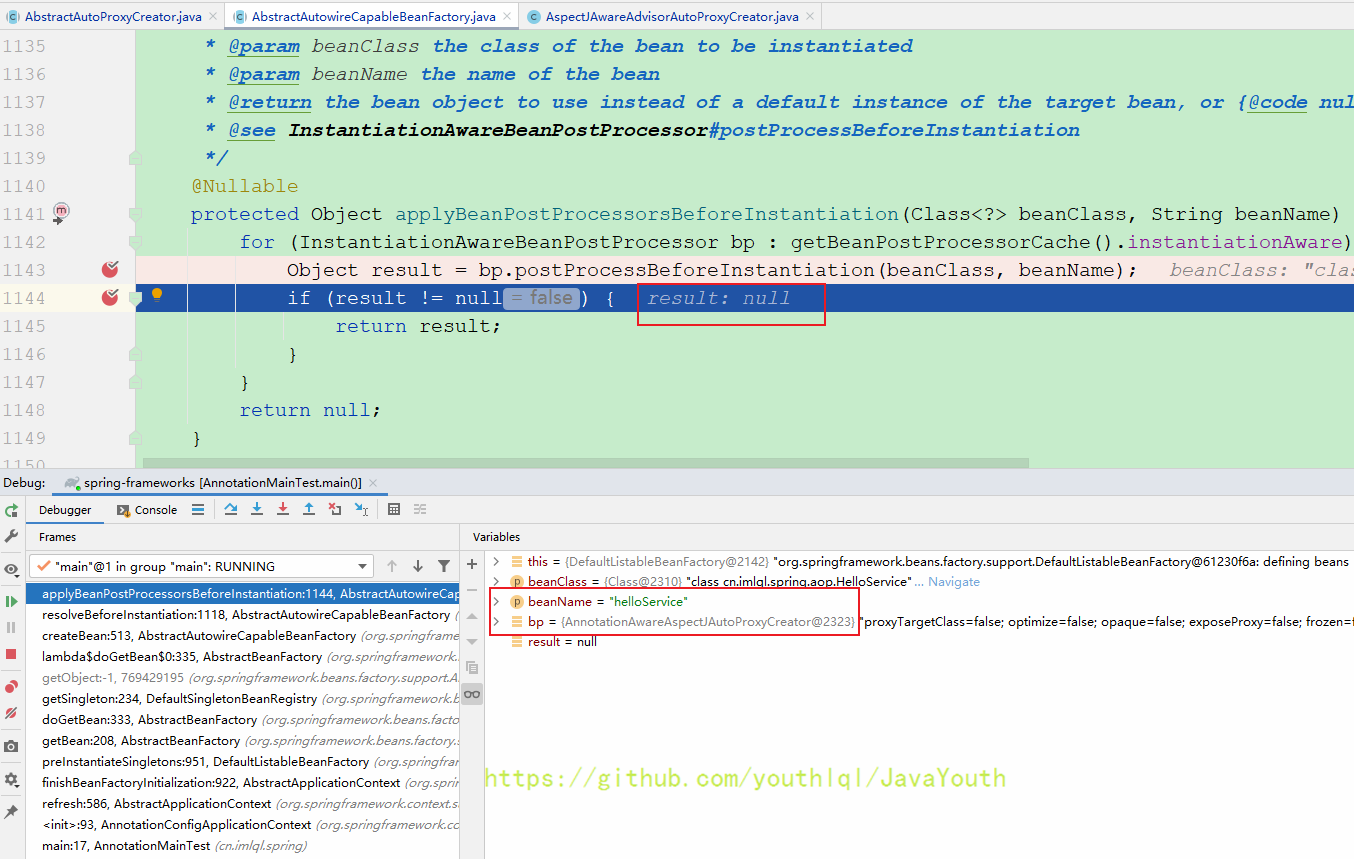 AbstractAutoProxyCreator.java
AbstractAutowireCapableBeanFactory.java
AspectJAwareAdvisorAutoProxyCreator.java
1135 * @param beanClass the class of the bean to be instantiated
1136 * @param beanName the name of the bean
1137 * @return the bean object to use instead of a default instance of the target bean, or {@code nul
1138 * @see InstantiationAwareBeanPostProcessor#postProcessBeforeInstantiation
1139 */
1140 @Nullable
1141 protected Object applyBeanPostProcessorsBeforeInstantiation(Class<?> beanClass, String beanName)
1142 for (InstantiationAwareBeanPostProcessor bp : getBeanPostProcessorCache().instantiationAware)
1143 Object result = bp.postProcessBeforeInstantiation(beanClass, beanName); beanClass: "clas
1144 if (result != null = false ) { result: null
1145 return result;
1146 }
1147 }
1148 return null;
1149 }
1150
Debug: spring-frameworks [AnnotationMainTest.main()]
Debugger Console
Frames
"main"@1 in group "main": RUNNING
applyBeanPostProcessorsBeforeInstantiation:1144, AbstractAutowireCap
resolveBeforeInstantiation:1118, AbstractAutowireCapableBeanFactory (
createBean:513, AbstractAutowireCapableBeanFactory (org.springframew
lambda$doGetBean$0:335, AbstractBeanFactory (org.springframework.
getObject:-1, 769429195 (org.springframework.beans.factory.support.A
getSingleton:234, DefaultSingletonBeanRegistry (org.springframework.b
doGetBean:333, AbstractBeanFactory (org.springframework.beans.facto
getBean:208, AbstractBeanFactory (org.springframework.beans.factory.s
preInstantiateSingletons:951, DefaultListableBeanFactory (org.springfram
finishBeanFactoryInitialization:922, AbstractApplicationContext (org.spr
refresh:586, AbstractApplicationContext (org.springframework.context.su
<init>:93, AnnotationConfigApplicationContext (org.springframework.cc
main:17, AnnotationMainTest (cn.imlql.spring)
Variables
this = {DefaultListableBeanFactory@2142} "org.springframework.beans.factory.support.DefaultListableBeanFactory@61230f6a: defining beans
beanClass = {Class@2310} "class cn.imlql.spring.aop.HelloService" ... Navigate
beanName = "helloService"
bp = {AnnotationAwareAspectJAutoProxyCreator@2323} "proxyTargetClass=false; optimize=false; opaque=false; exposeProxy=false; frozen=f
result = null
https://github.com/youthlql/JavaYouth